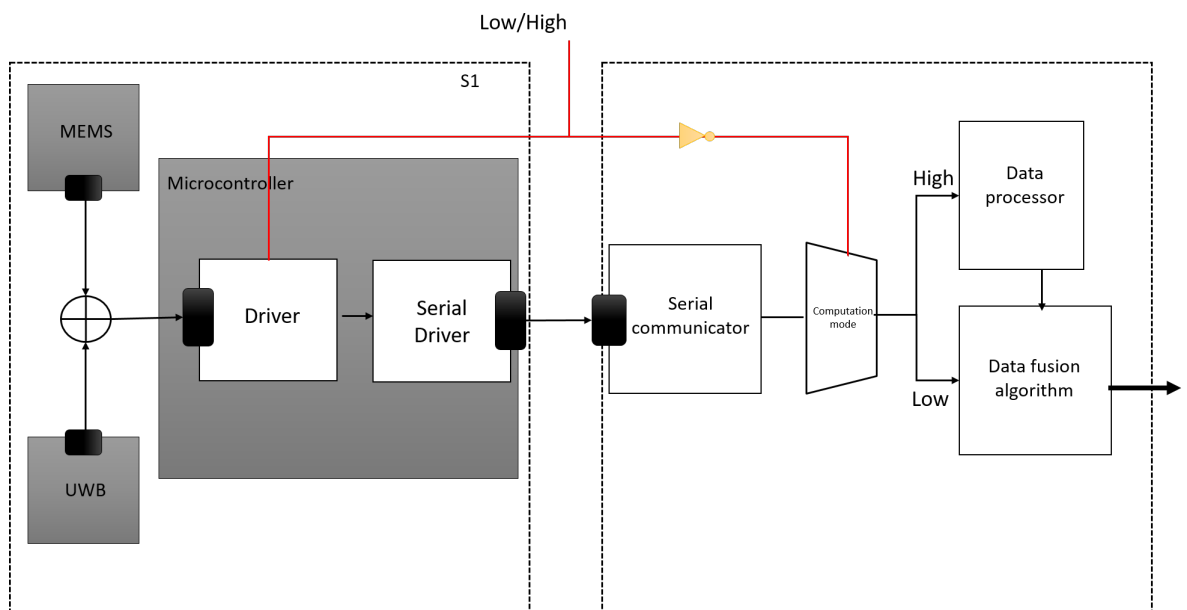 Low/High
S1
MEMS
Microcontroller
Driver
Serial
Driver
UWB
Serial
communicator
Computation
mode
High
Low
Data
processor
Data fusion
algorithm